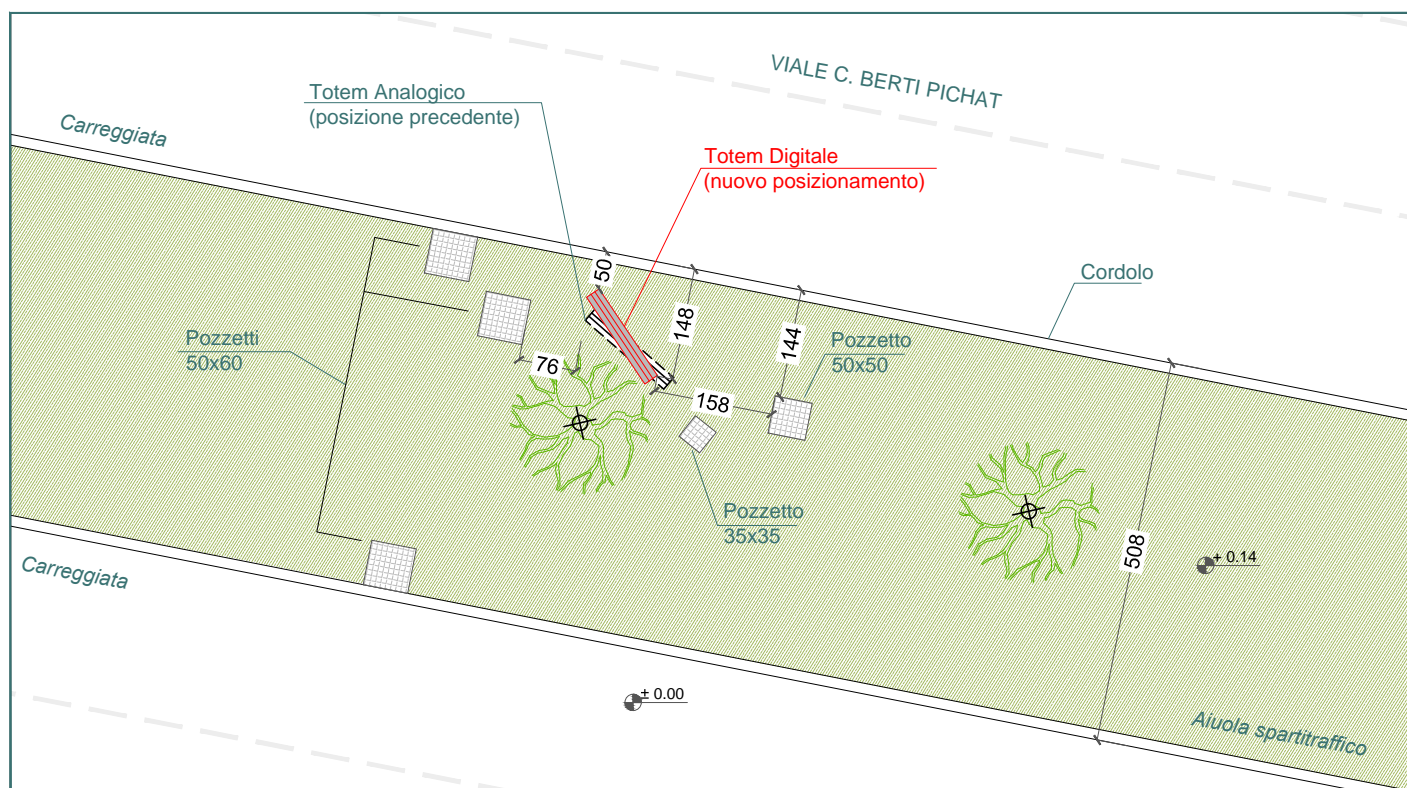 VIALE C. BERTI PICHAT
Totem Analogico
(posizione precedente)
Carreggiata
Totem Digitale
(nuovo posizionamento)
50
Cordolo
148
144
Pozzetti
50x60
Pozzetto
50x50
76
158
Pozzetto
35x35
508
+ 0.14
Carreggiata
± 0.00
Aiuola spartitraffico